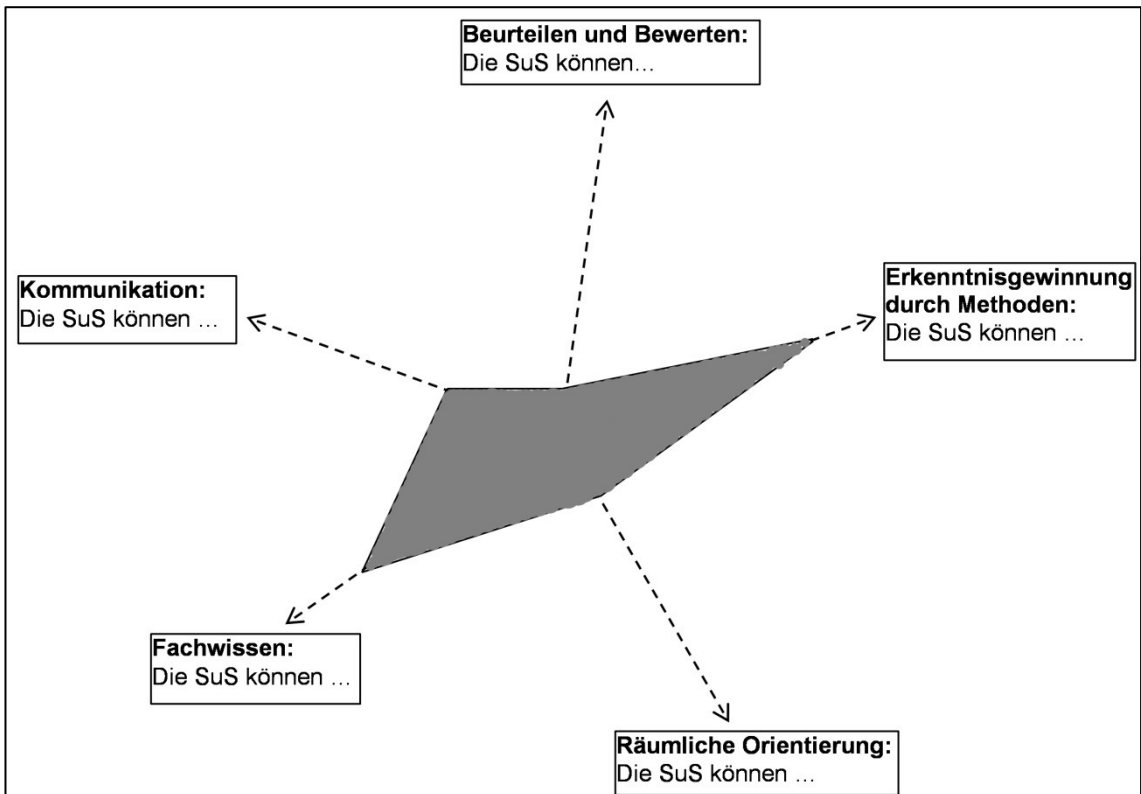 Beurteilen und Bewerten:
Die SuS können…
Kommunikation:
Die SuS können …
Erkenntnisgewinnung
durch Methoden:
Die SuS können …
Fachwissen:
Die SuS können …
Räumliche Orientierung:
Die SuS können …